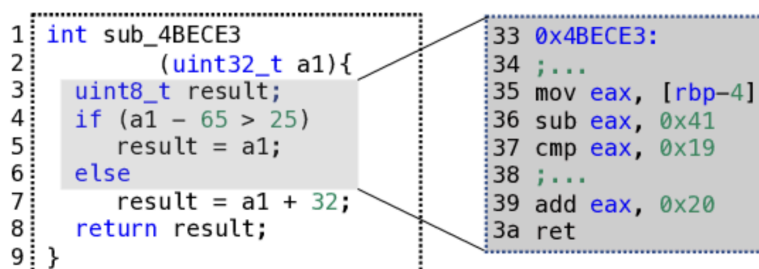 1 int sub_4BECE3
2 (uint32_t a1){
3 uint8_t result;
4 if (a1 - 65 > 25)
5 result = a1;
6 else
7 result = a1 + 32;
8 return result;
9 }
33 0x4BECE3:
34 ;...
35 mov eax, [rbp-4]
36 sub eax, 0x41
37 cmp eax, 0x19
38 ;...
39 add eax, 0x20
3a ret